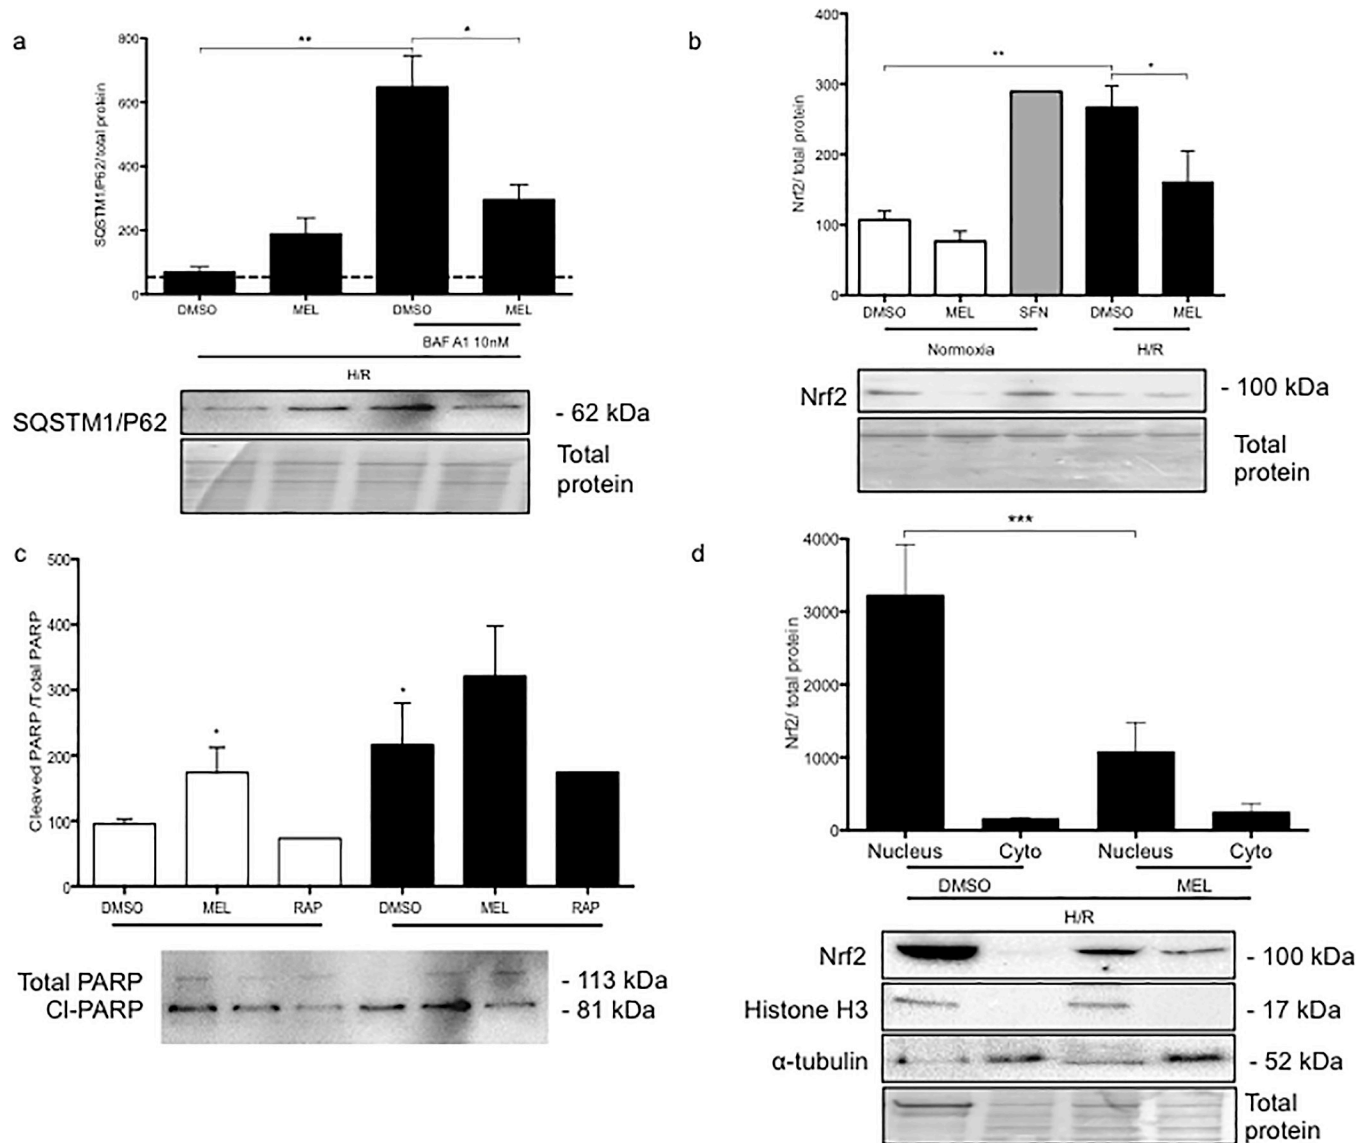 a
SQSTM1/P62/total protein
800
600
400
200
0
**
*
DMSO MEL DMSO MEL
BAF A1 10nM
H/R
SQSTM1/P62
- 62 kDa
Total
protein
b
Nrf2/ total protein
400
300
200
100
0
**
*
DMSO MEL SFN DMSO MEL
Normoxia H/R
Nrf2
- 100 kDa
Total
protein
c
Cleaved PARP /Total PARP
500
400
300
200
100
0
*
*
DMSO MEL RAP DMSO MEL RAP
Total PARP - 113 kDa
Cl-PARP - 81 kDa
d
Nrf2/ total protein
4000
3000
2000
1000
0
***
Nucleus Cyto Nucleus Cyto
DMSO MEL
H/R
Nrf2 - 100 kDa
Histone H3 - 17 kDa
α-tubulin - 52 kDa
Total
protein